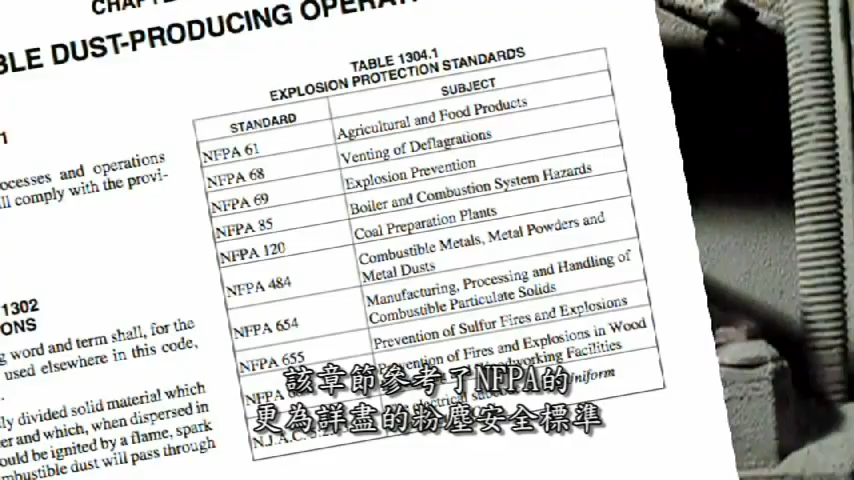 BLE DUST-PRODUCING
TABLE 1304.1
EXPLOSION PROTECTION STANDARDS
STANDARD SUBJECT
NFPA 61 Agricultural and Food Products
NFPA 68 Venting of Deflagrations
NFPA 69 Explosion Prevention
NFPA 85 Boiler and Combustion System Hazards
NFPA 120 Coal Preparation Plants
NFPA 484 Combustible Metals, Metal Powders and
Metal Dusts
NFPA 654 Manufacturing, Processing and Handling of
Combustible Particulate Solids
NFPA 655 Prevention of Sulfur Fires and Explosions
NFPA of Fires and Explosions in Wood
Facilities
N.J.A.C. Uniform
1
ocesses and operations
ll comply with the provi-
1302
ONS
g word and term shall, for the
used elsewhere in this code,
ly divided solid material which
er and which, when dispersed in
ould be ignited by a flame, spark
mbustible dust will pass through
該章節參考了NFPA的
更為詳盡的粉塵安全標準